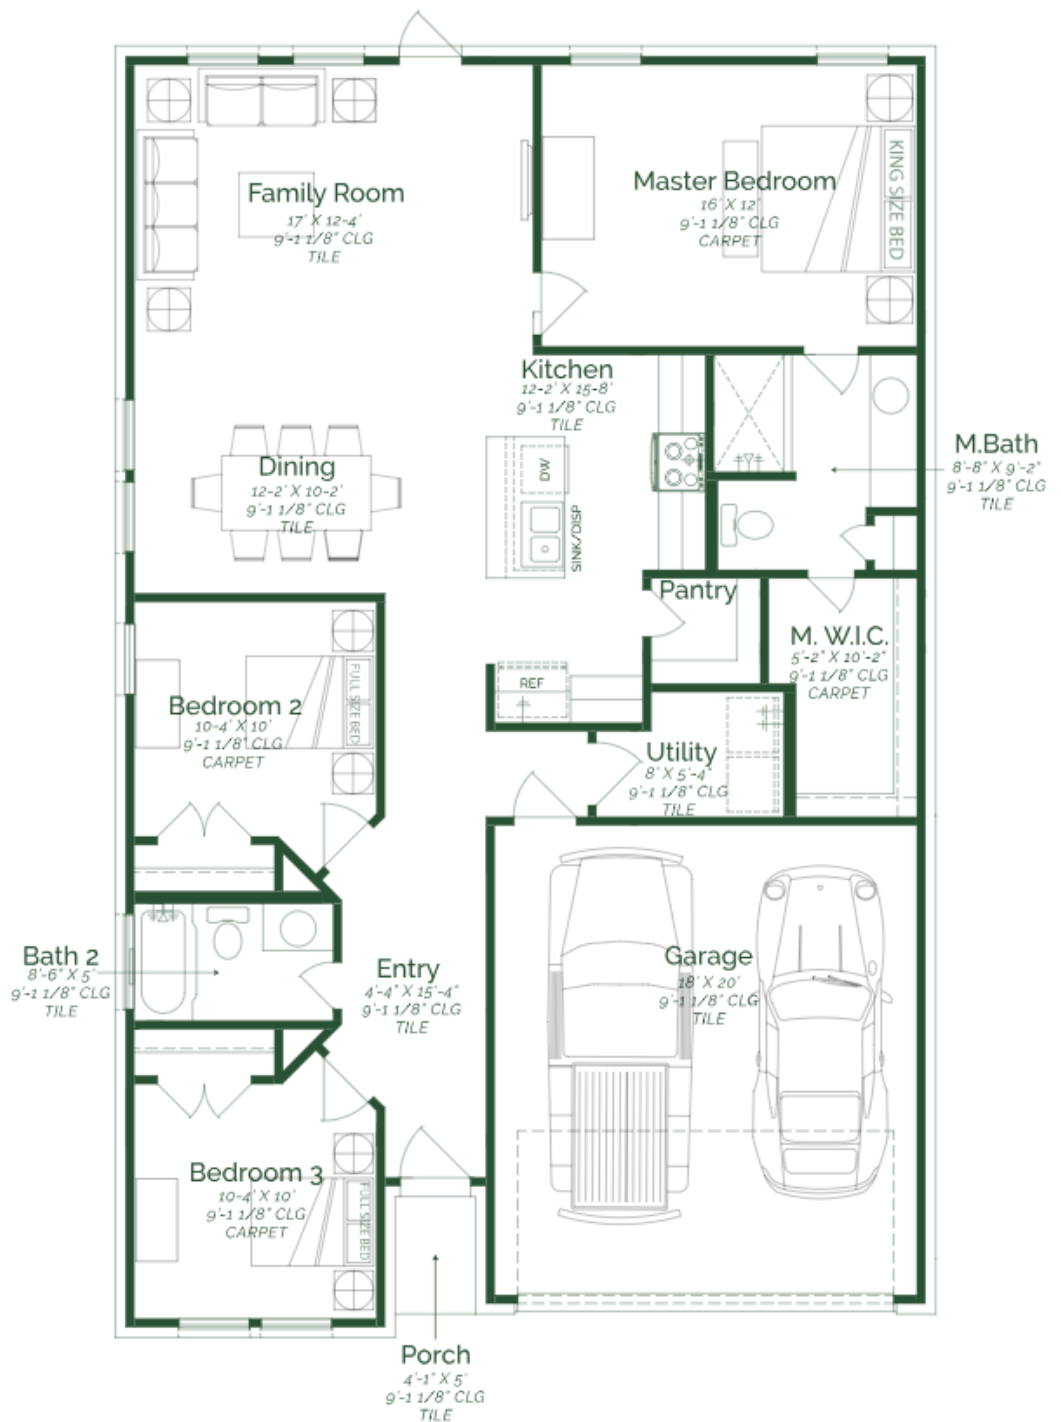 Family Room
17' X 12-4'
9'-1 1/8" CLG
TILE
Master Bedroom
16' X 12'
9'-1 1/8" CLG
CARPET
KING SIZE BED
Kitchen
12-2' X 15-8'
9'-1 1/8" CLG
TILE
DW
SINK/DISP
Dining
12-2' X 10-2'
9'-1 1/8" CLG
TILE
M.Bath
8'-8" X 9'-2"
9'-1 1/8" CLG
TILE
Pantry
M. W.I.C.
5'-2" X 10'-2"
9'-1 1/8" CLG
CARPET
REF
Bedroom 2
10-4' X 10'
9'-1 1/8" CLG
CARPET
FULL SIZE BED
Utility
8' X 5'-4"
9'-1 1/8" CLG
TILE
Bath 2
8'-6" X 5'
9'-1 1/8" CLG
TILE
Entry
4'-4" X 15'-4"
9'-1 1/8" CLG
TILE
Garage
18' X 20'
9'-1 1/8" CLG
TILE
Bedroom 3
10-4' X 10'
9'-1 1/8" CLG
CARPET
FULL SIZE BED
Porch
4'-1" X 5'
9'-1 1/8" CLG
TILE